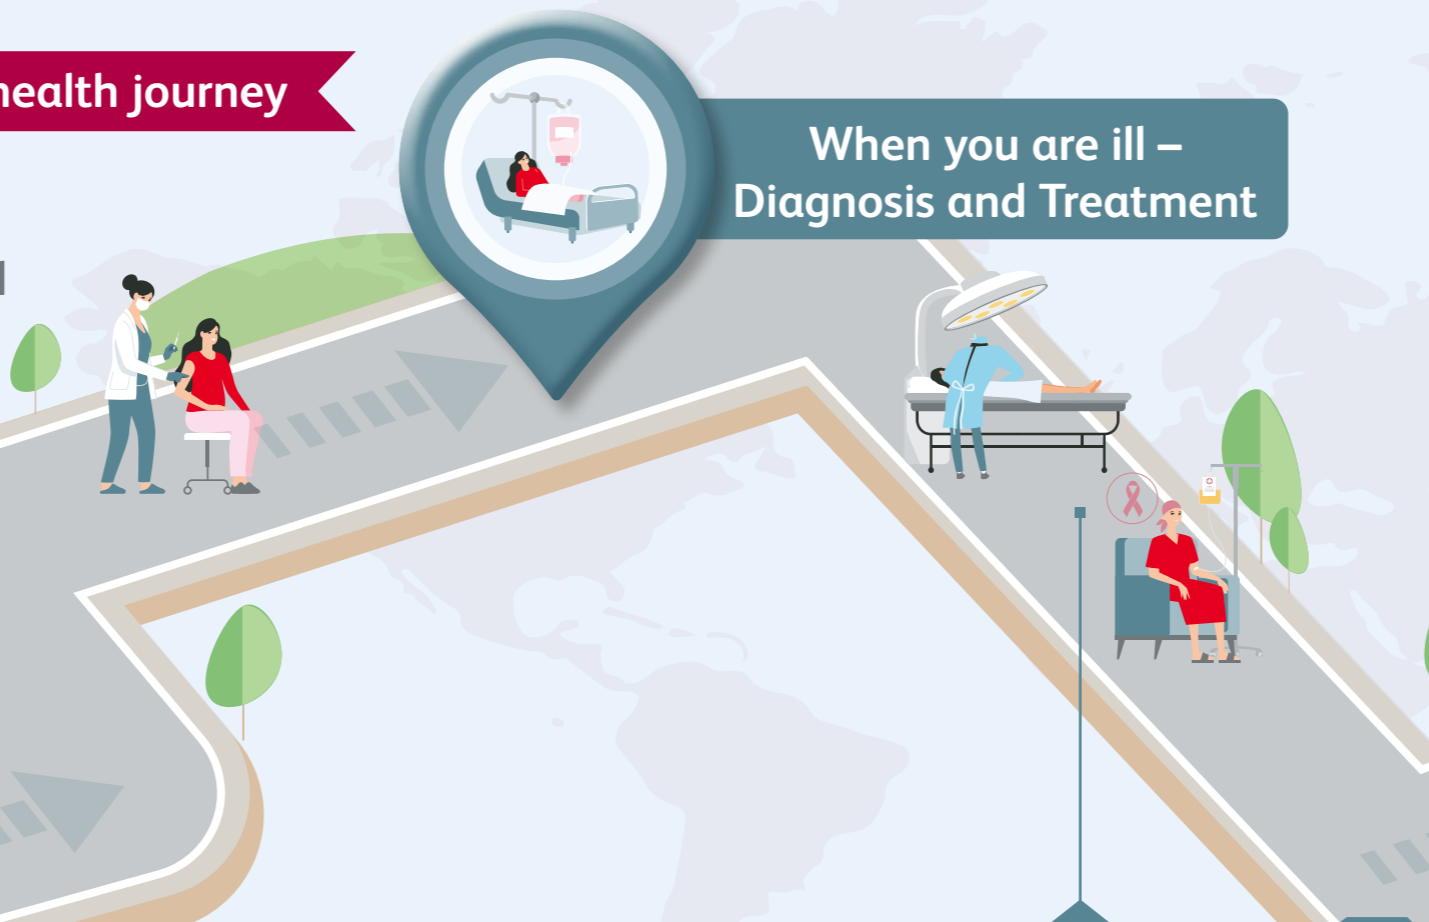 health journey
When you are ill –
Diagnosis and Treatment